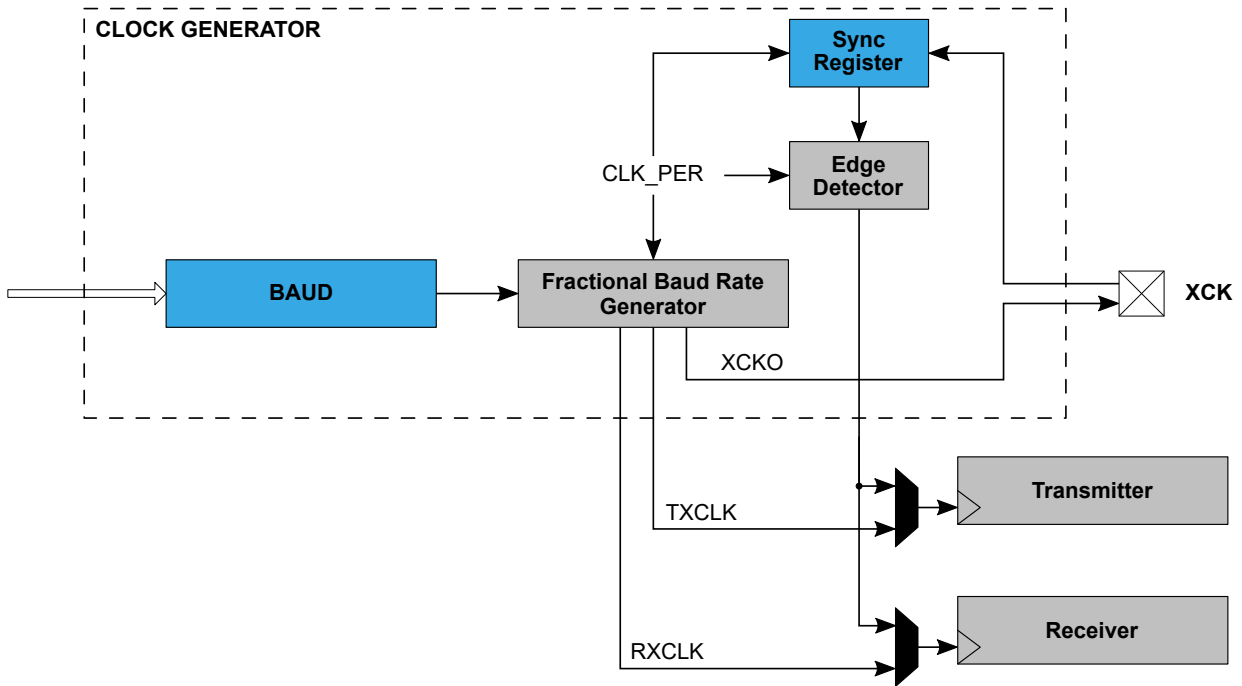 CLOCK GENERATOR
Sync
Register
CLK_PER
Edge
Detector
BAUD
Fractional Baud Rate
Generator
XCK
XCKO
Transmitter
TXCLK
Receiver
RXCLK